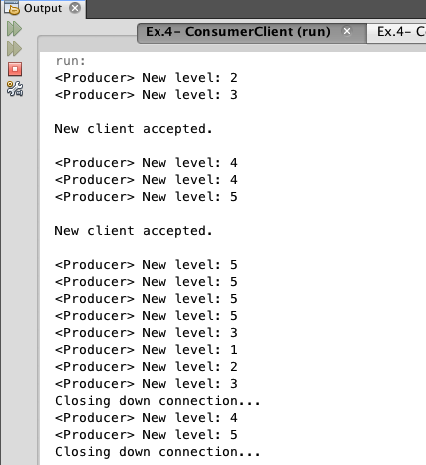 Output
Ex.4- ConsumerClient (run)
Ex.4- C
run:
<Producer> New level: 2
<Producer> New level: 3
New client accepted.
<Producer> New level: 4
<Producer> New level: 4
<Producer> New level: 5
New client accepted.
<Producer> New level: 5
<Producer> New level: 5
<Producer> New level: 5
<Producer> New level: 5
<Producer> New level: 3
<Producer> New level: 1
<Producer> New level: 2
<Producer> New level: 3
Closing down connection...
<Producer> New level: 4
<Producer> New level: 5
Closing down connection...